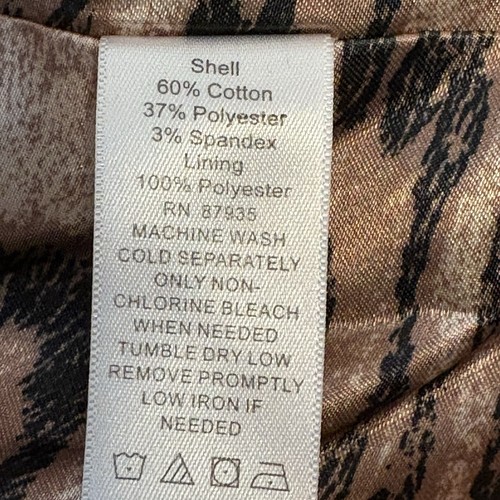 Shell
60% Cotton
37% Polyester
3% Spandex
Lining
100% Polyester
RN 87935
MACHINE WASH
COLD SEPARATELY
ONLY NON-
CHLORINE BLEACH
WHEN NEEDED
TUMBLE DRY LOW
REMOVE PROMPTLY
LOW IRON IF
NEEDED